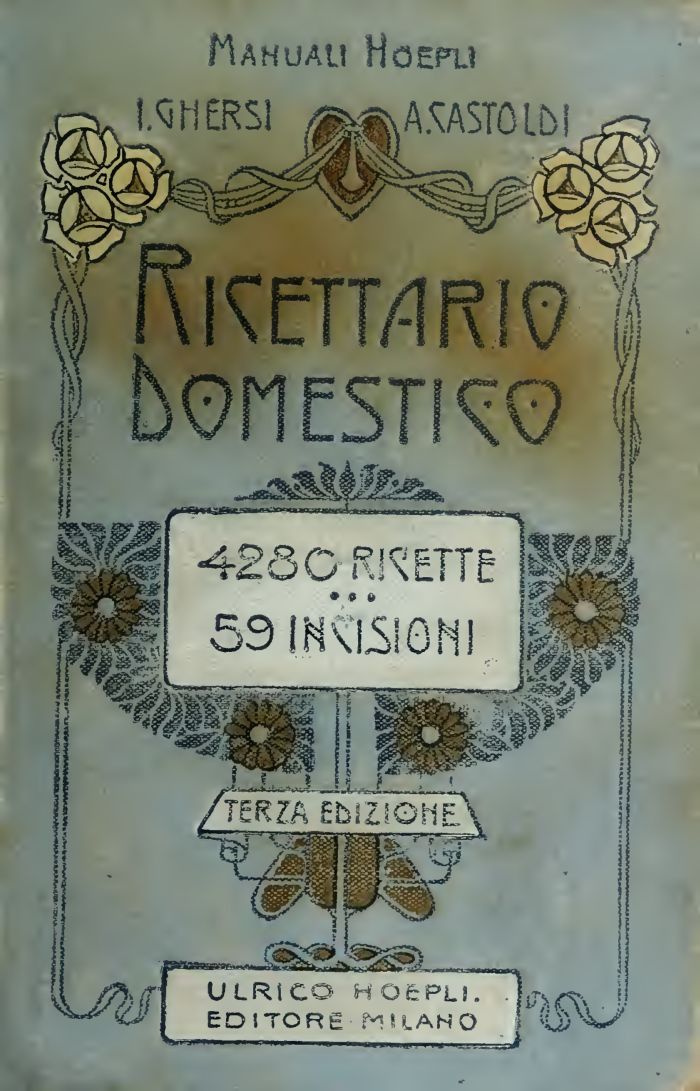 MANUALI HOEPLI
I. GHERSI A. CASTOLDI
RICETTARIO
DOMESTICO
4280 RICETTE
...
59 INCISIONI
TERZA EDIZIONE
ULRICO HOEPLI.
EDITORE MILANO